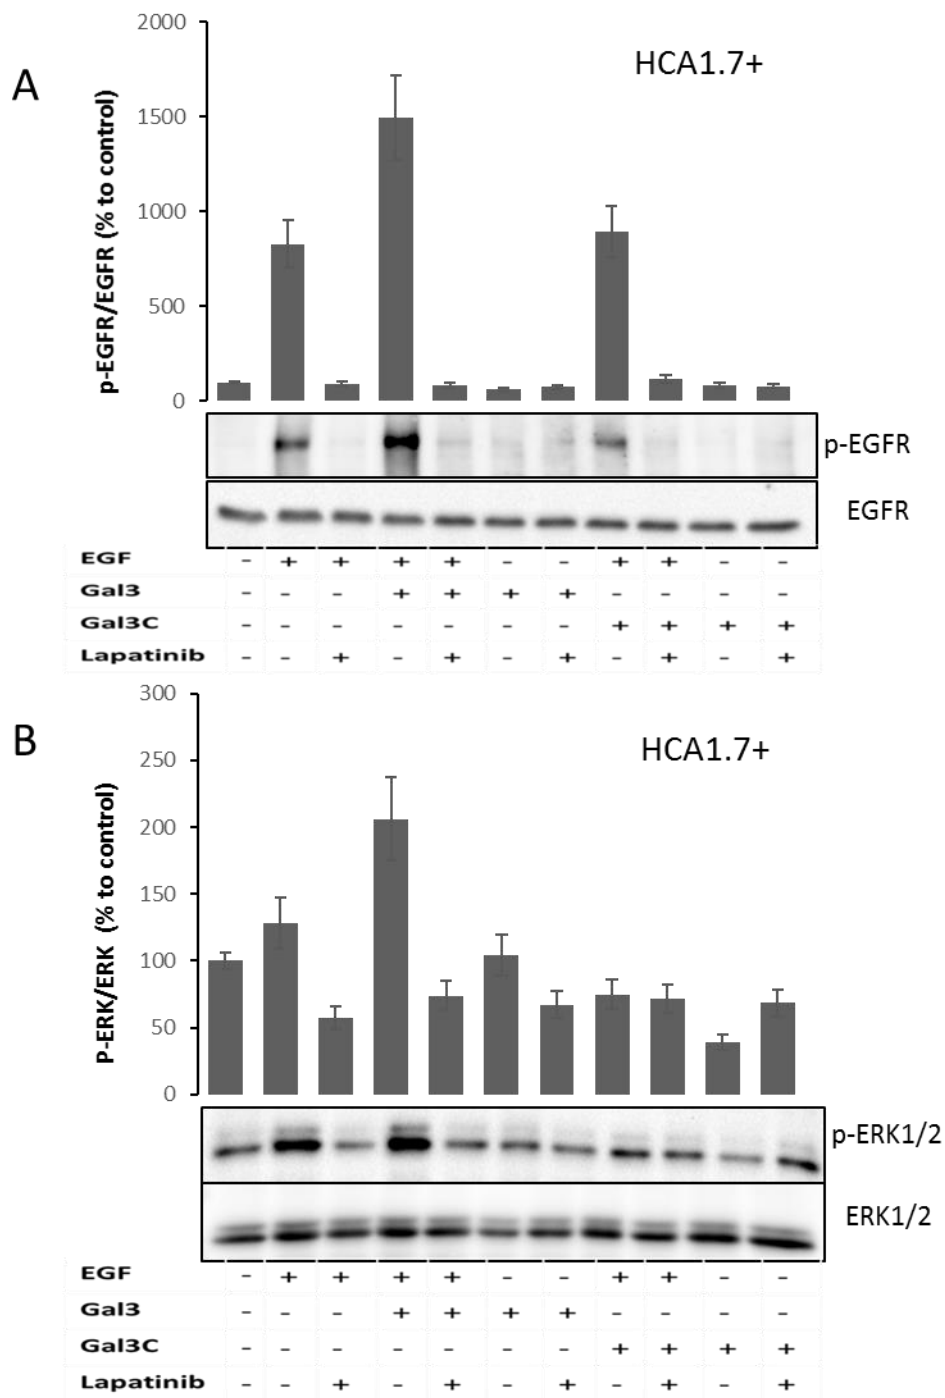 2000
HCA1.7+
A
1500
1000
500
0
p-EGFR/EGFR (% to control)
p-EGFR
EGFR
EGF - + + + + - - + + - -
Gal3 - - - + + + + - - - -
Gal3C - - - - - - - + + + +
Lapatinib - - + - + - + - + - +
300
B
HCA1.7+
250
200
150
100
50
0
P-ERK/ERK (% to control)
p-ERK1/2
ERK1/2
EGF - + + + + - - + + - -
Gal3 - - - + + + + - - - -
Gal3C - - - - - - - + + + +
Lapatinib - - + - + - + - + - +